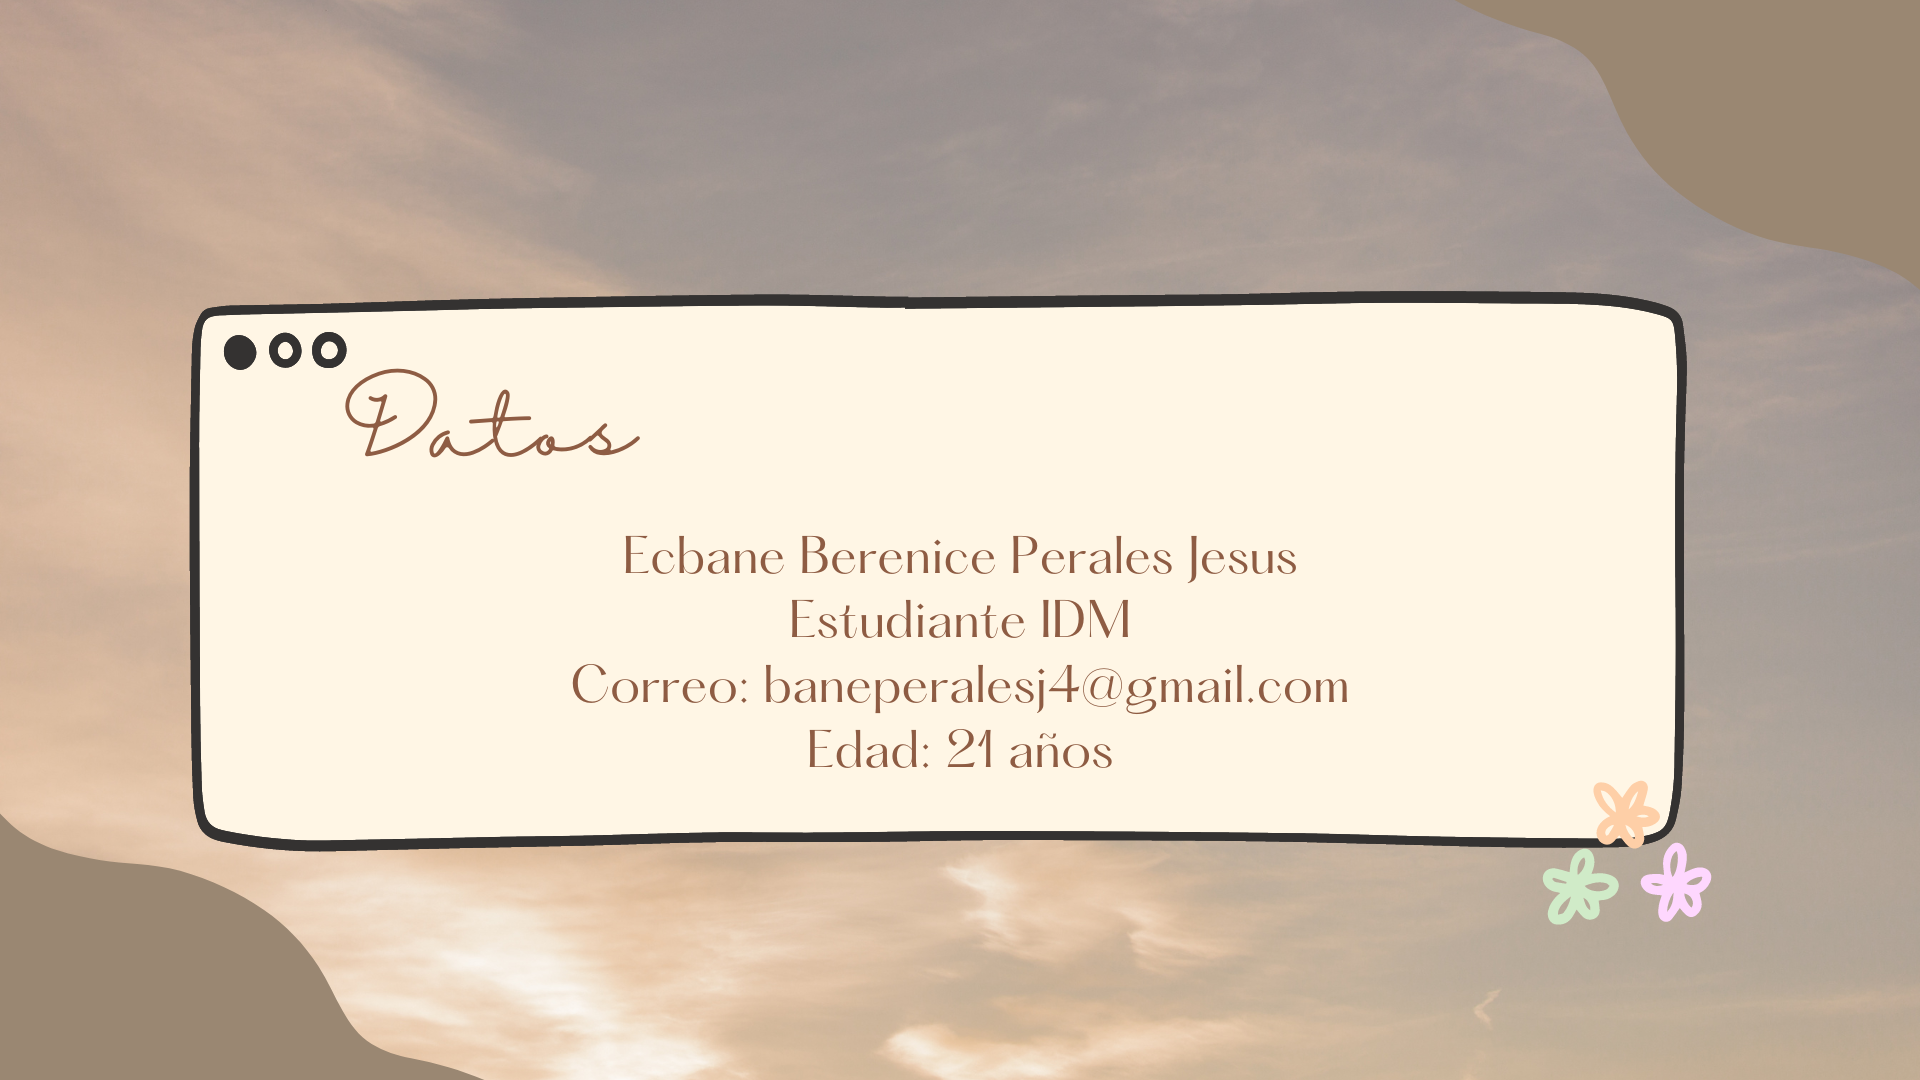 Datos
Ecbane Berenice Perales Jesus
Estudiante IDM
Correo: baneperalesj4@gmail.com
Edad: 21 años